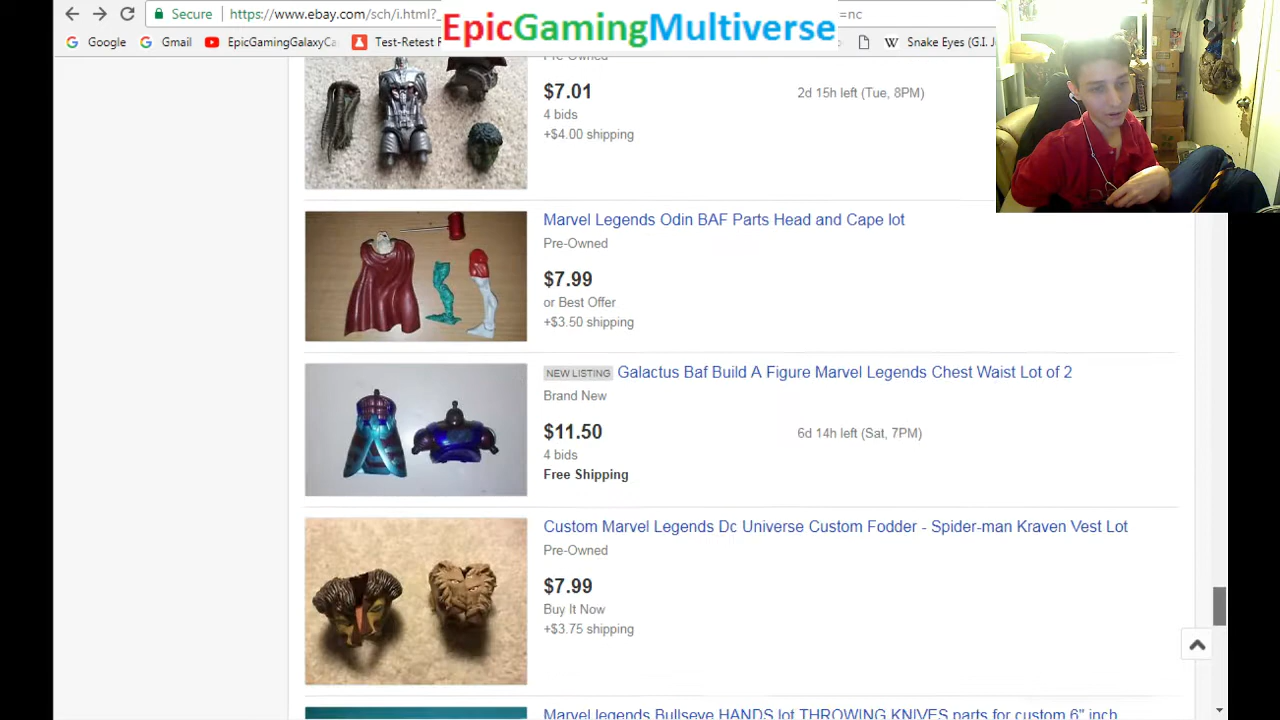 Secure https://www.ebay.com/sch/i.html?_ =nc
EpicGamingMultiverse
Google Gmail EpicGamingGalaxyCa Test-Retest F Snake Eyes (G.I. J
Pre-Owned
$7.01
2d 15h left (Tue, 8PM)
4 bids
+$4.00 shipping
Marvel Legends Odin BAF Parts Head and Cape lot
Pre-Owned
$7.99
or Best Offer
+$3.50 shipping
NEW LISTING Galactus Baf Build A Figure Marvel Legends Chest Waist Lot of 2
Brand New
$11.50
6d 14h left (Sat, 7PM)
4 bids
Free Shipping
Custom Marvel Legends Dc Universe Custom Fodder - Spider-man Kraven Vest Lot
Pre-Owned
$7.99
Buy It Now
+$3.75 shipping
Marvel legends Bullseye HANDS lot THROWING KNIVES parts for custom 6" inch